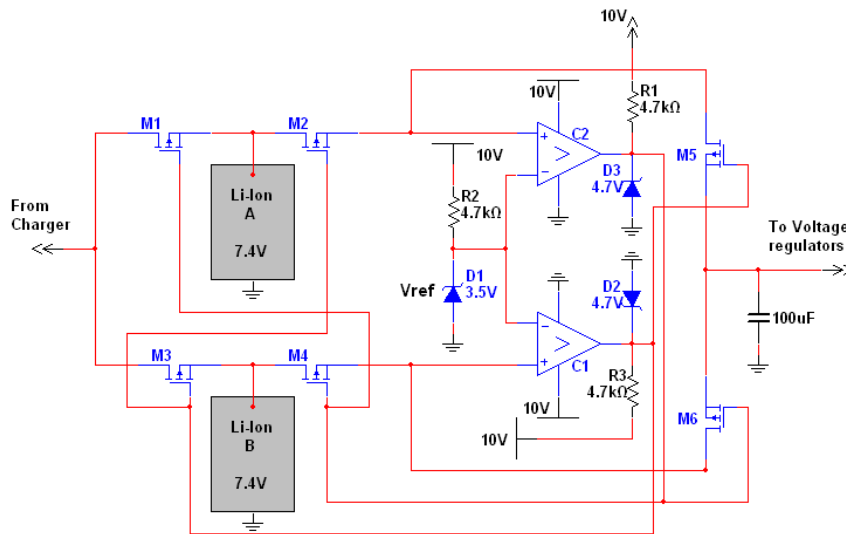 10V
10V
R1
4.7kΩ
C2
M1
M2
10V
M5
D3
4.7V
Li-Ion
A
7.4V
R2
4.7kΩ
From
Charger
To Voltage
regulators
Vref
D1
3.5V
D2
4.7V
100uF
M3
M4
C1
R3
4.7kΩ
10V
M6
Li-Ion
B
7.4V
10V
+
−
−
+
>
>